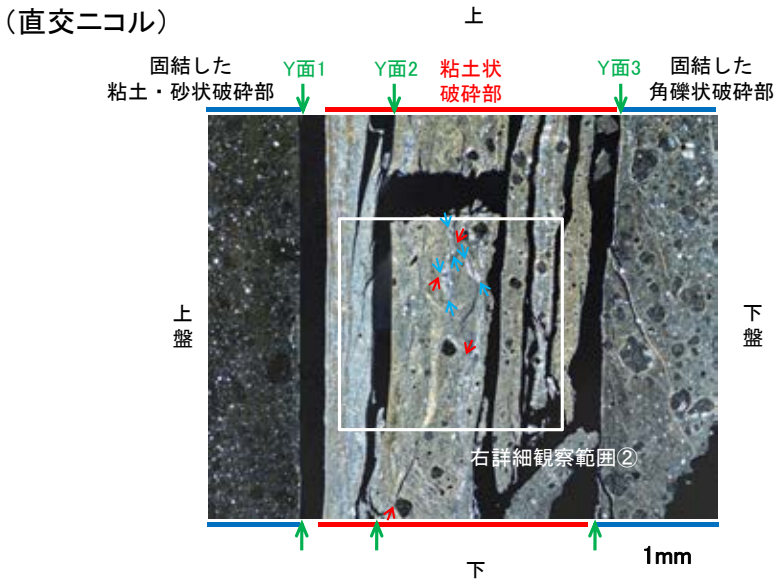 （直交ニコル）
上
固結した
粘土・砂状破砕部
Y面1
Y面2
粘土状
破砕部
Y面3
固結した
角礫状破砕部
上
盤
下
盤
右詳細観察範囲②
1mm
下